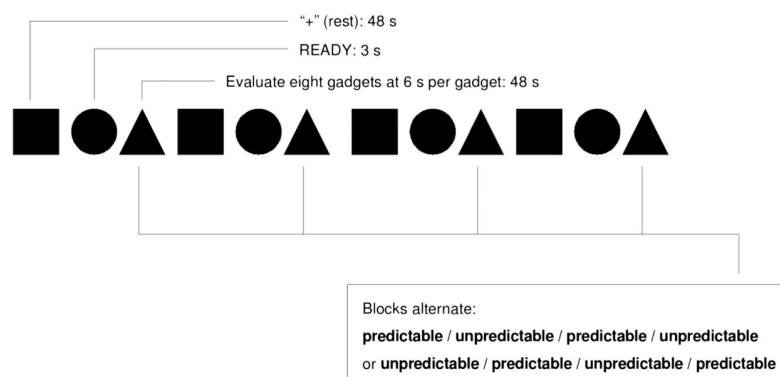 “+” (rest): 48 s
READY: 3 s
Evaluate eight gadgets at 6 s per gadget: 48 s
Blocks alternate:
predictable / unpredictable / predictable / unpredictable
or unpredictable / predictable / unpredictable / predictable